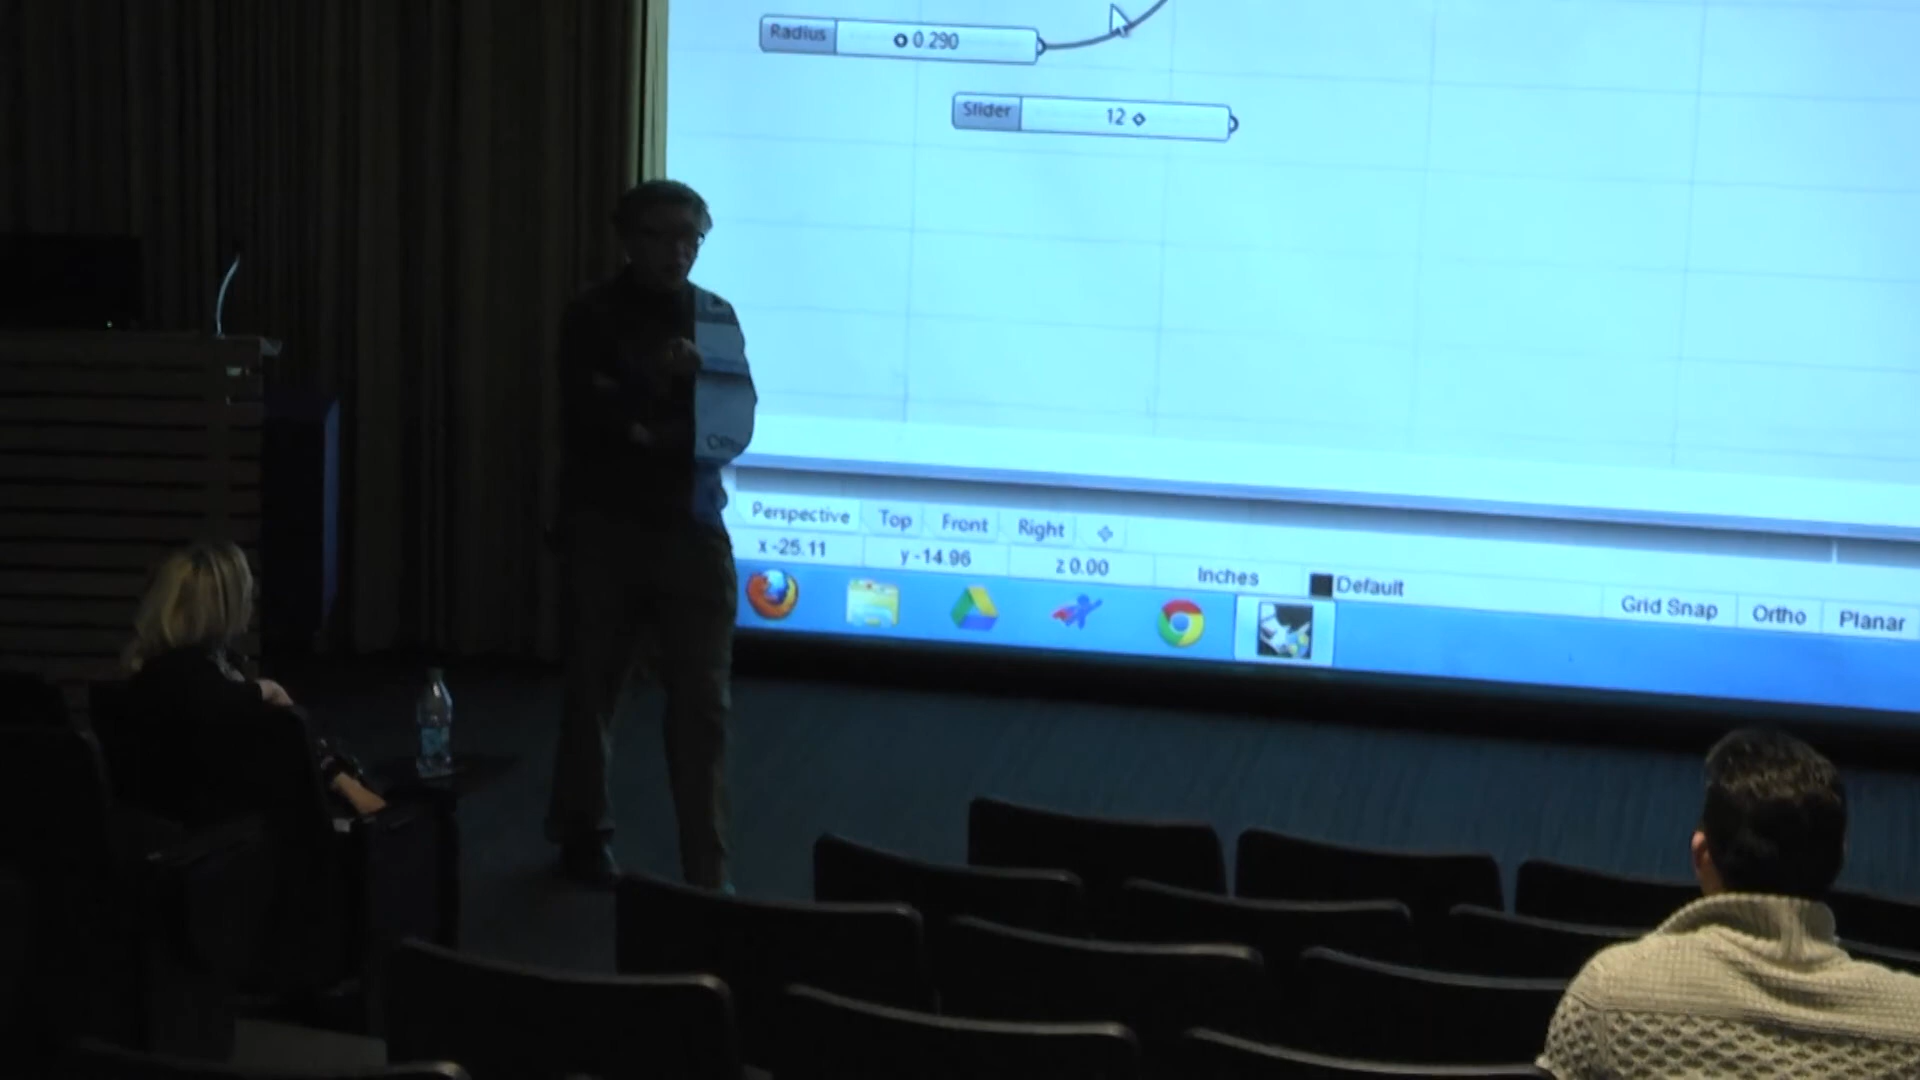 Radius 0.290
Slider 12
Perspective Top Front Right
x -25.11 y -14.96 z 0.00 Inches Default Grid Snap Ortho Planar